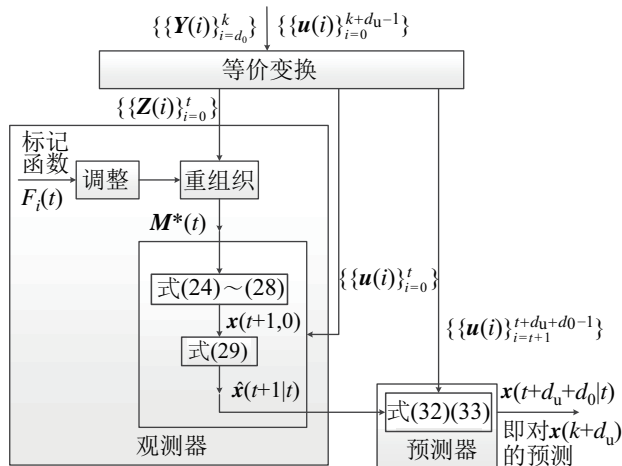 {{Y(i)}_{i=d_0}^{k} {{u(i)}_{i=0}^{k+d_u-1}}
等价变换
{{Z(i)}_{i=0}^{t}}
标记
函数
F_i(t)
调整
重组织
M*(t)
式(24)~(28)
{{u(i)}_{i=0}^{t}}
x(t+1,0)
式(29)
{{u(i)}_{i=t+1}^{t+d_u+d_0-1}}
x̂(t+1|t)
式(32)(33)
x(t+d_u+d_0|t)
即对x(k+d_u)
的预测
观测器
预测器